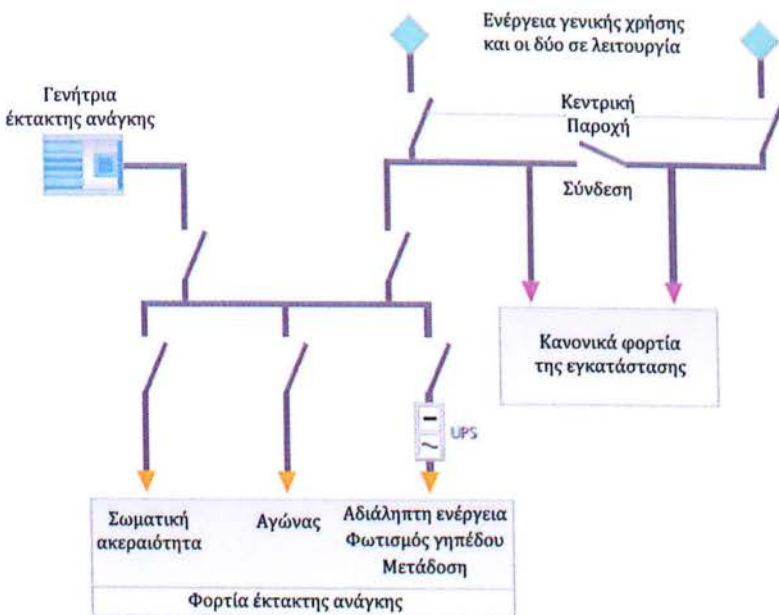 Ενέργεια γενικής χρήσης
και οι δύο σε λειτουργία
Γενήτρια
έκτακτης ανάγκης
Κεντρική
Παροχή
Σύνδεση
Κανονικά φορτία
της εγκατάστασης
UPS
Σωματική
ακεραιότητα
Αγώνας
Αδιάληπτη ενέργεια
Φωτισμός γηπέδου
Μετάδοση
Φορτία έκτακτης ανάγκης